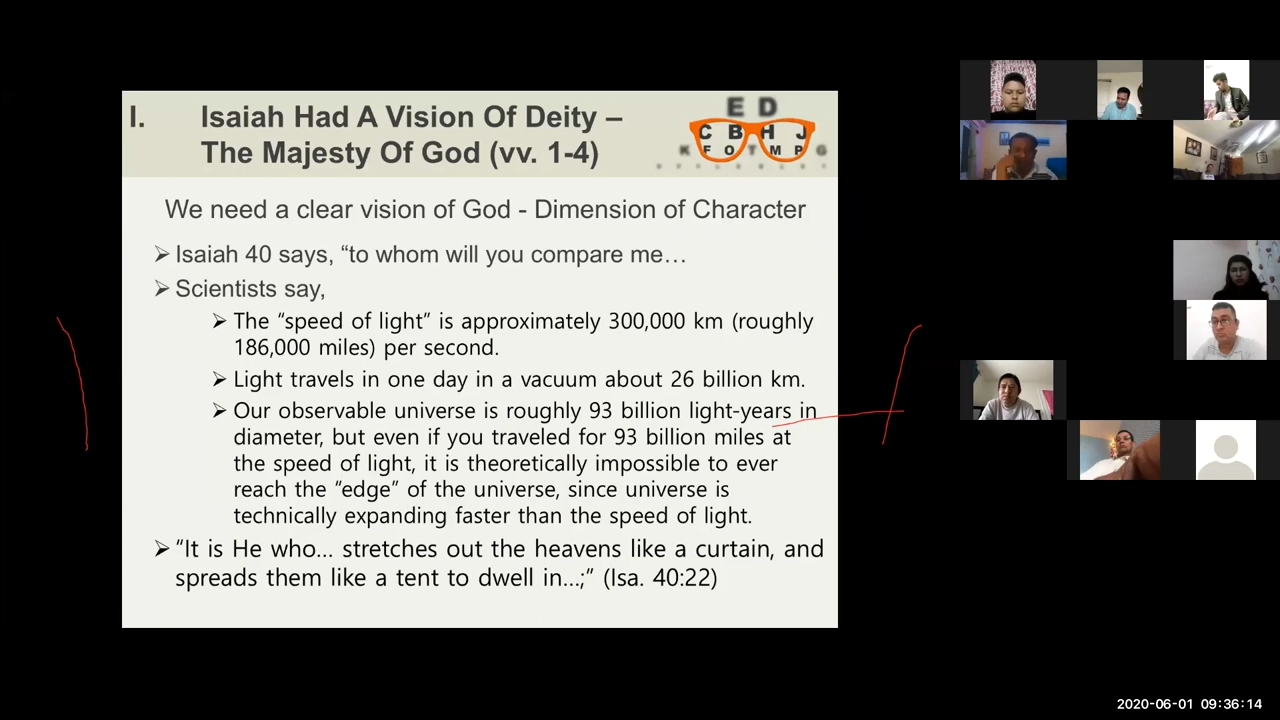 I. Isaiah Had A Vision Of Deity –
The Majesty Of God (vv. 1-4)
E D
C B H J
K F O T M P G
We need a clear vision of God - Dimension of Character
➢ Isaiah 40 says, “to whom will you compare me…
➢ Scientists say,
➢ The “speed of light” is approximately 300,000 km (roughly
186,000 miles) per second.
➢ Light travels in one day in a vacuum about 26 billion km.
➢ Our observable universe is roughly 93 billion light-years in
diameter, but even if you traveled for 93 billion miles at
the speed of light, it is theoretically impossible to ever
reach the “edge” of the universe, since universe is
technically expanding faster than the speed of light.
➢ “It is He who… stretches out the heavens like a curtain, and
spreads them like a tent to dwell in…;” (Isa. 40:22)
2020-06-01 09:36:14